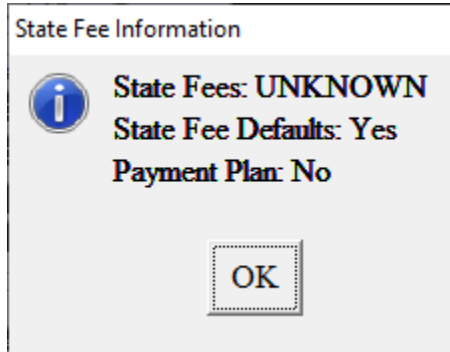 State Fee Information
State Fees: UNKNOWN
State Fee Defaults: Yes
Payment Plan: No
OK